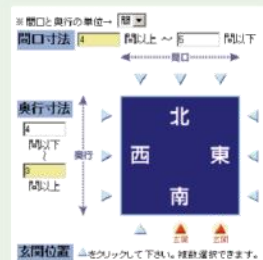 ※間口と奥行の単位→ 間
間口寸法 4 間以上 ～ 6 間以下
間口
奥行寸法
4
間以下
～
3
間以上
奥行
北
西 東
南
玄関 玄関
玄関位置 △をクリックして下さい。複数選択できます。